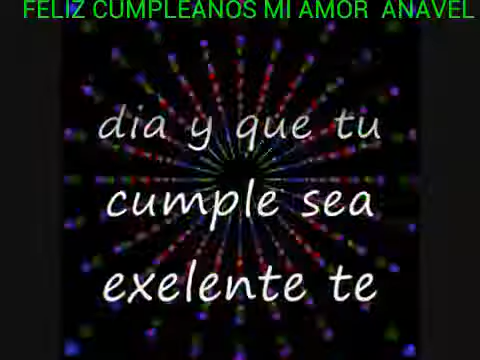 FELIZ CUMPLEANOS MI AMOR ANAVEL
dia y que tu
cumple sea
exelente te